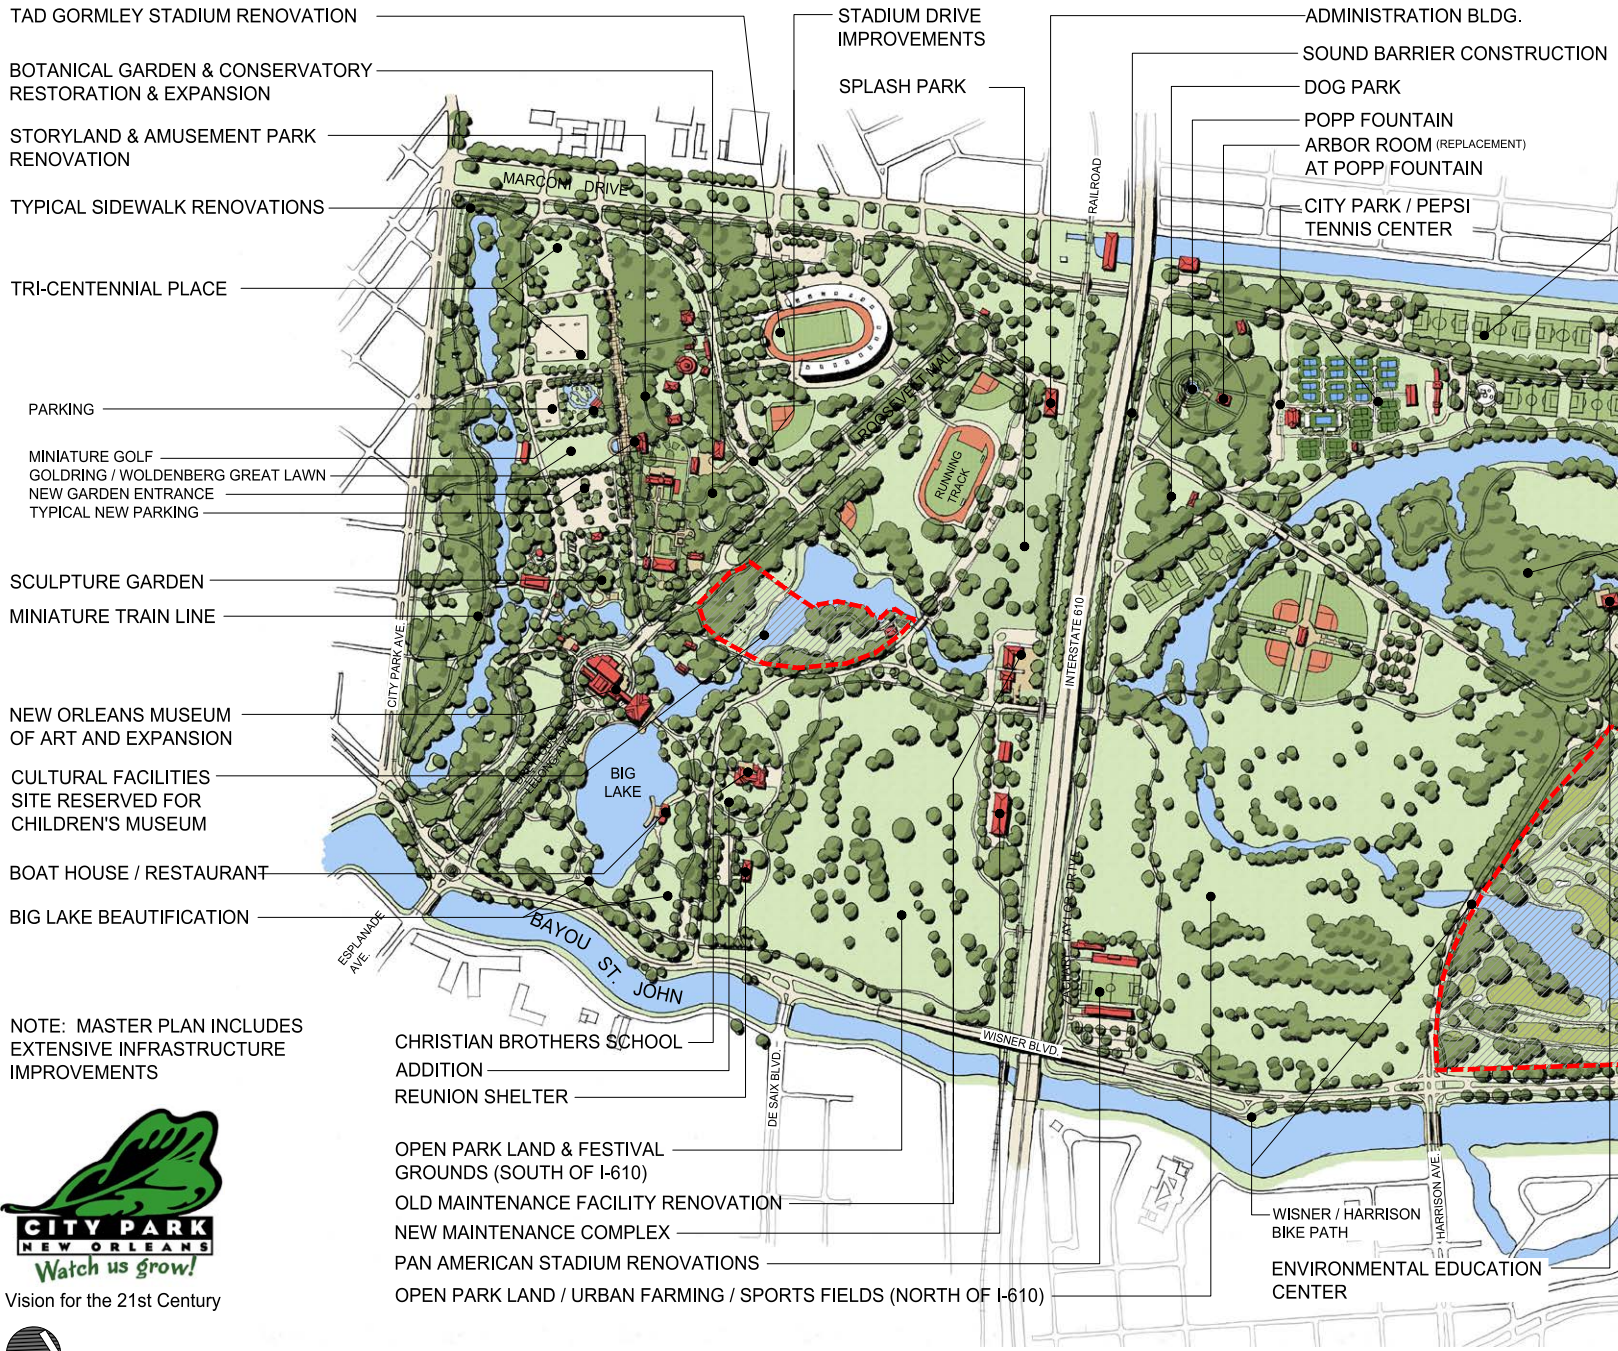 TAD GORMLEY STADIUM RENOVATION
BOTANICAL GARDEN & CONSERVATORY
RESTORATION & EXPANSION
STORYLAND & AMUSEMENT PARK
RENOVATION
TYPICAL SIDEWALK RENOVATIONS
TRI-CENTENNIAL PLACE
PARKING
MINIATURE GOLF
GOLDRING / WOLDENBERG GREAT LAWN
NEW GARDEN ENTRANCE
TYPICAL NEW PARKING
SCULPTURE GARDEN
MINIATURE TRAIN LINE
NEW ORLEANS MUSEUM
OF ART AND EXPANSION
CULTURAL FACILITIES
SITE RESERVED FOR
CHILDREN'S MUSEUM
BOAT HOUSE / RESTAURANT
BIG LAKE BEAUTIFICATION
STADIUM DRIVE
IMPROVEMENTS
SPLASH PARK
ADMINISTRATION BLDG.
SOUND BARRIER CONSTRUCTION
DOG PARK
POPP FOUNTAIN
ARBOR ROOM (REPLACEMENT)
AT POPP FOUNTAIN
CITY PARK / PEPSI
TENNIS CENTER
MARCONI DRIVE
RAILROAD
ROOSEVELT MALL
RUNNING
TRACK
INTERSTATE 610
CITY PARK AVE.
LELONG AVE.
BIG
LAKE
ESPLANADE
AVE.
BAYOU ST. JOHN
WISNER BLVD.
DE SAIX BLVD.
HARRISON AVE.
NOTE: MASTER PLAN INCLUDES
EXTENSIVE INFRASTRUCTURE
IMPROVEMENTS
CHRISTIAN BROTHERS SCHOOL
ADDITION
REUNION SHELTER
OPEN PARK LAND & FESTIVAL
GROUNDS (SOUTH OF I-610)
OLD MAINTENANCE FACILITY RENOVATION
NEW MAINTENANCE COMPLEX
PAN AMERICAN STADIUM RENOVATIONS
OPEN PARK LAND / URBAN FARMING / SPORTS FIELDS (NORTH OF I-610)
WISNER / HARRISON
BIKE PATH
ENVIRONMENTAL EDUCATION
CENTER
CITY PARK
NEW ORLEANS
Watch us grow!
Vision for the 21st Century